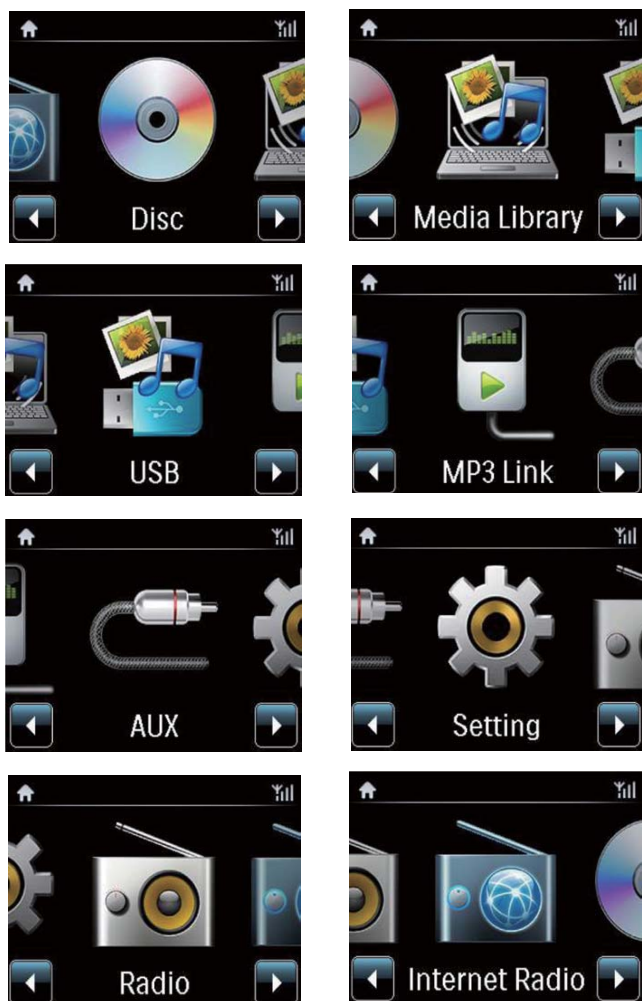 Disc
Media Library
USB
MP3 Link
AUX
Setting
Radio
Internet Radio